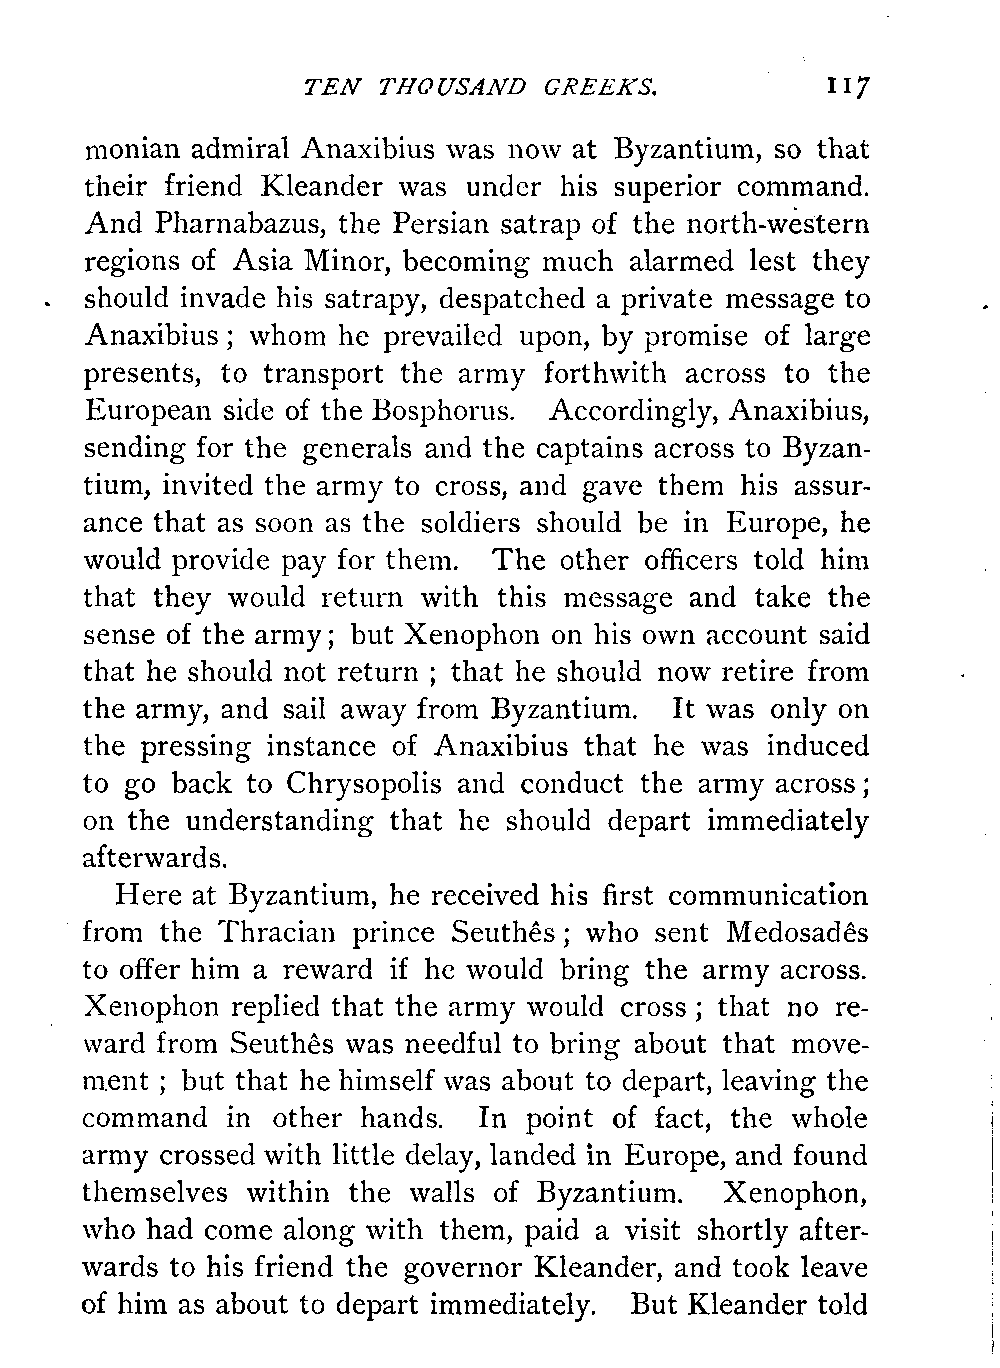 TEN THOUSAND GREEKS. 117
monian admiral Anaxibius was now at Byzantium, so that
their friend Kleander was under his superior command.
And Pharnabazus, the Persian satrap of the north-western
regions of Asia Minor, becoming much alarmed lest they
should invade his satrapy, despatched a private message to
Anaxibius ; whom he prevailed upon, by promise of large
presents, to transport the army forthwith across to the
European side of the Bosphorus. Accordingly, Anaxibius,
sending for the generals and the captains across to Byzan-
tium, invited the army to cross, and gave them his assur-
ance that as soon as the soldiers should be in Europe, he
would provide pay for them. The other officers told him
that they would return with this message and take the
sense of the army ; but Xenophon on his own account said
that he should not return ; that he should now retire from
the army, and sail away from Byzantium. It was only on
the pressing instance of Anaxibius that he was induced
to go back to Chrysopolis and conduct the army across ;
on the understanding that he should depart immediately
afterwards.
Here at Byzantium, he received his first communication
from the Thracian prince Seuthês ; who sent Medosadês
to offer him a reward if he would bring the army across.
Xenophon replied that the army would cross ; that no re-
ward from Seuthês was needful to bring about that move-
ment ; but that he himself was about to depart, leaving the
command in other hands. In point of fact, the whole
army crossed with little delay, landed in Europe, and found
themselves within the walls of Byzantium. Xenophon,
who had come along with them, paid a visit shortly after-
wards to his friend the governor Kleander, and took leave
of him as about to depart immediately. But Kleander told